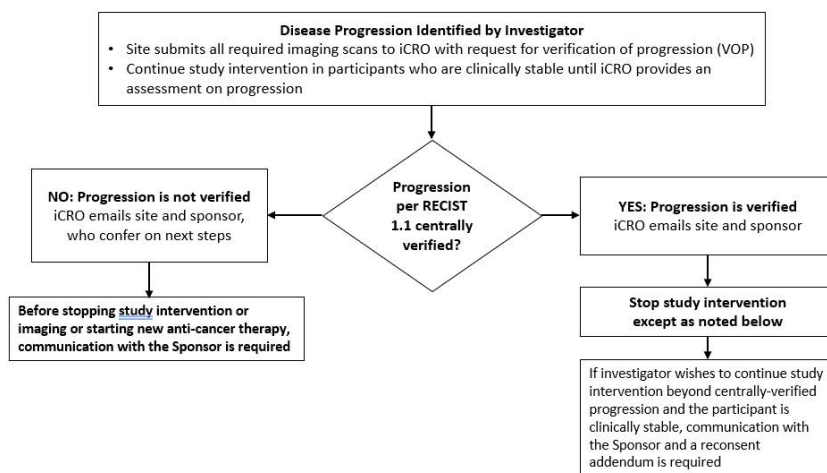 Disease Progression Identified by Investigator
• Site submits all required imaging scans to iCRO with request for verification of progression (VOP)
• Continue study intervention in participants who are clinically stable until iCRO provides an
assessment on progression
Progression
per RECIST
1.1 centrally
verified?
NO: Progression is not verified
iCRO emails site and sponsor,
who confer on next steps
Before stopping study intervention or
imaging or starting new anti-cancer therapy,
communication with the Sponsor is required
YES: Progression is verified
iCRO emails site and sponsor
Stop study intervention
except as noted below
If investigator wishes to continue study
intervention beyond centrally-verified
progression and the participant is
clinically stable, communication with
the Sponsor and a reconsent
addendum is required